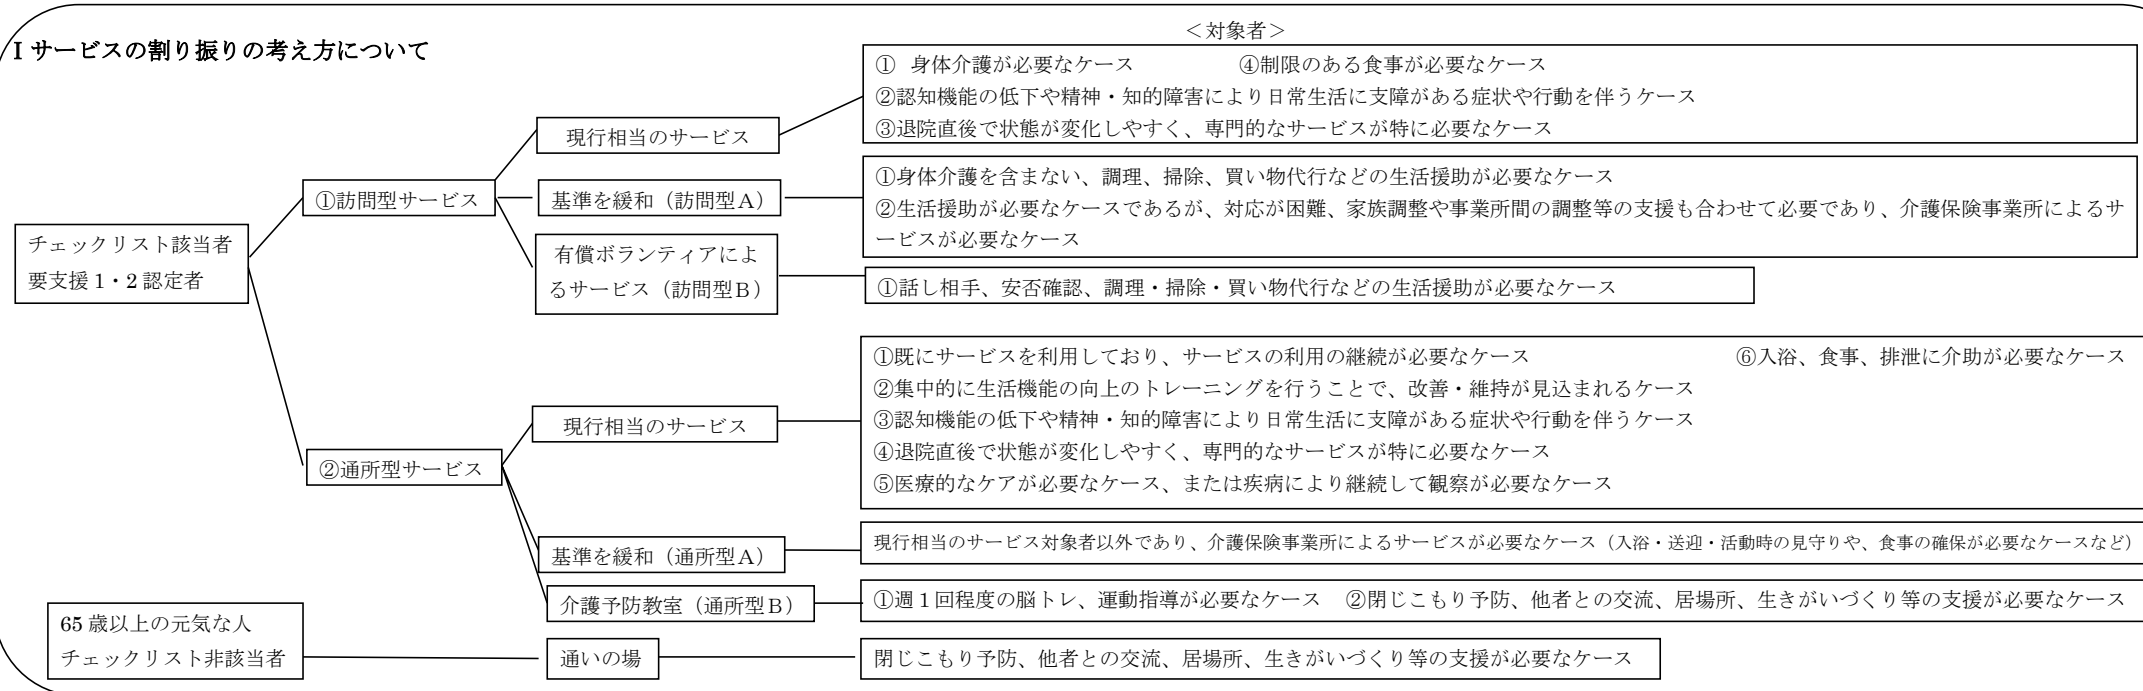 ＜対象者＞
Ⅰサービスの割り振りの考え方について
チェックリスト該当者
要支援1・2認定者
①訪問型サービス
現行相当のサービス
①　身体介護が必要なケース　④制限のある食事が必要なケース
②認知機能の低下や精神・知的障害により日常生活に支障がある症状や行動を伴うケース
③退院直後で状態が変化しやすく、専門的なサービスが特に必要なケース
基準を緩和（訪問型Ａ）
①身体介護を含まない、調理、掃除、買い物代行などの生活援助が必要なケース
②生活援助が必要なケースであるが、対応が困難、家族調整や事業所間の調整等の支援も合わせて必要であり、介護保険事業所によるサ
ービスが必要なケース
有償ボランティアによ
るサービス（訪問型Ｂ）
①話し相手、安否確認、調理・掃除・買い物代行などの生活援助が必要なケース
②通所型サービス
現行相当のサービス
①既にサービスを利用しており、サービスの利用の継続が必要なケース　⑥入浴、食事、排泄に介助が必要なケース
②集中的に生活機能の向上のトレーニングを行うことで、改善・維持が見込まれるケース
③認知機能の低下や精神・知的障害により日常生活に支障がある症状や行動を伴うケース
④退院直後で状態が変化しやすく、専門的なサービスが特に必要なケース
⑤医療的なケアが必要なケース、または疾病により継続して観察が必要なケース
基準を緩和（通所型Ａ）
現行相当のサービス対象者以外であり、介護保険事業所によるサービスが必要なケース（入浴・送迎・活動時の見守りや、食事の確保が必要なケースなど）
介護予防教室（通所型Ｂ）
①週1回程度の脳トレ、運動指導が必要なケース　②閉じこもり予防、他者との交流、居場所、生きがいづくり等の支援が必要なケース
65歳以上の元気な人
チェックリスト非該当者
通いの場
閉じこもり予防、他者との交流、居場所、生きがいづくり等の支援が必要なケース